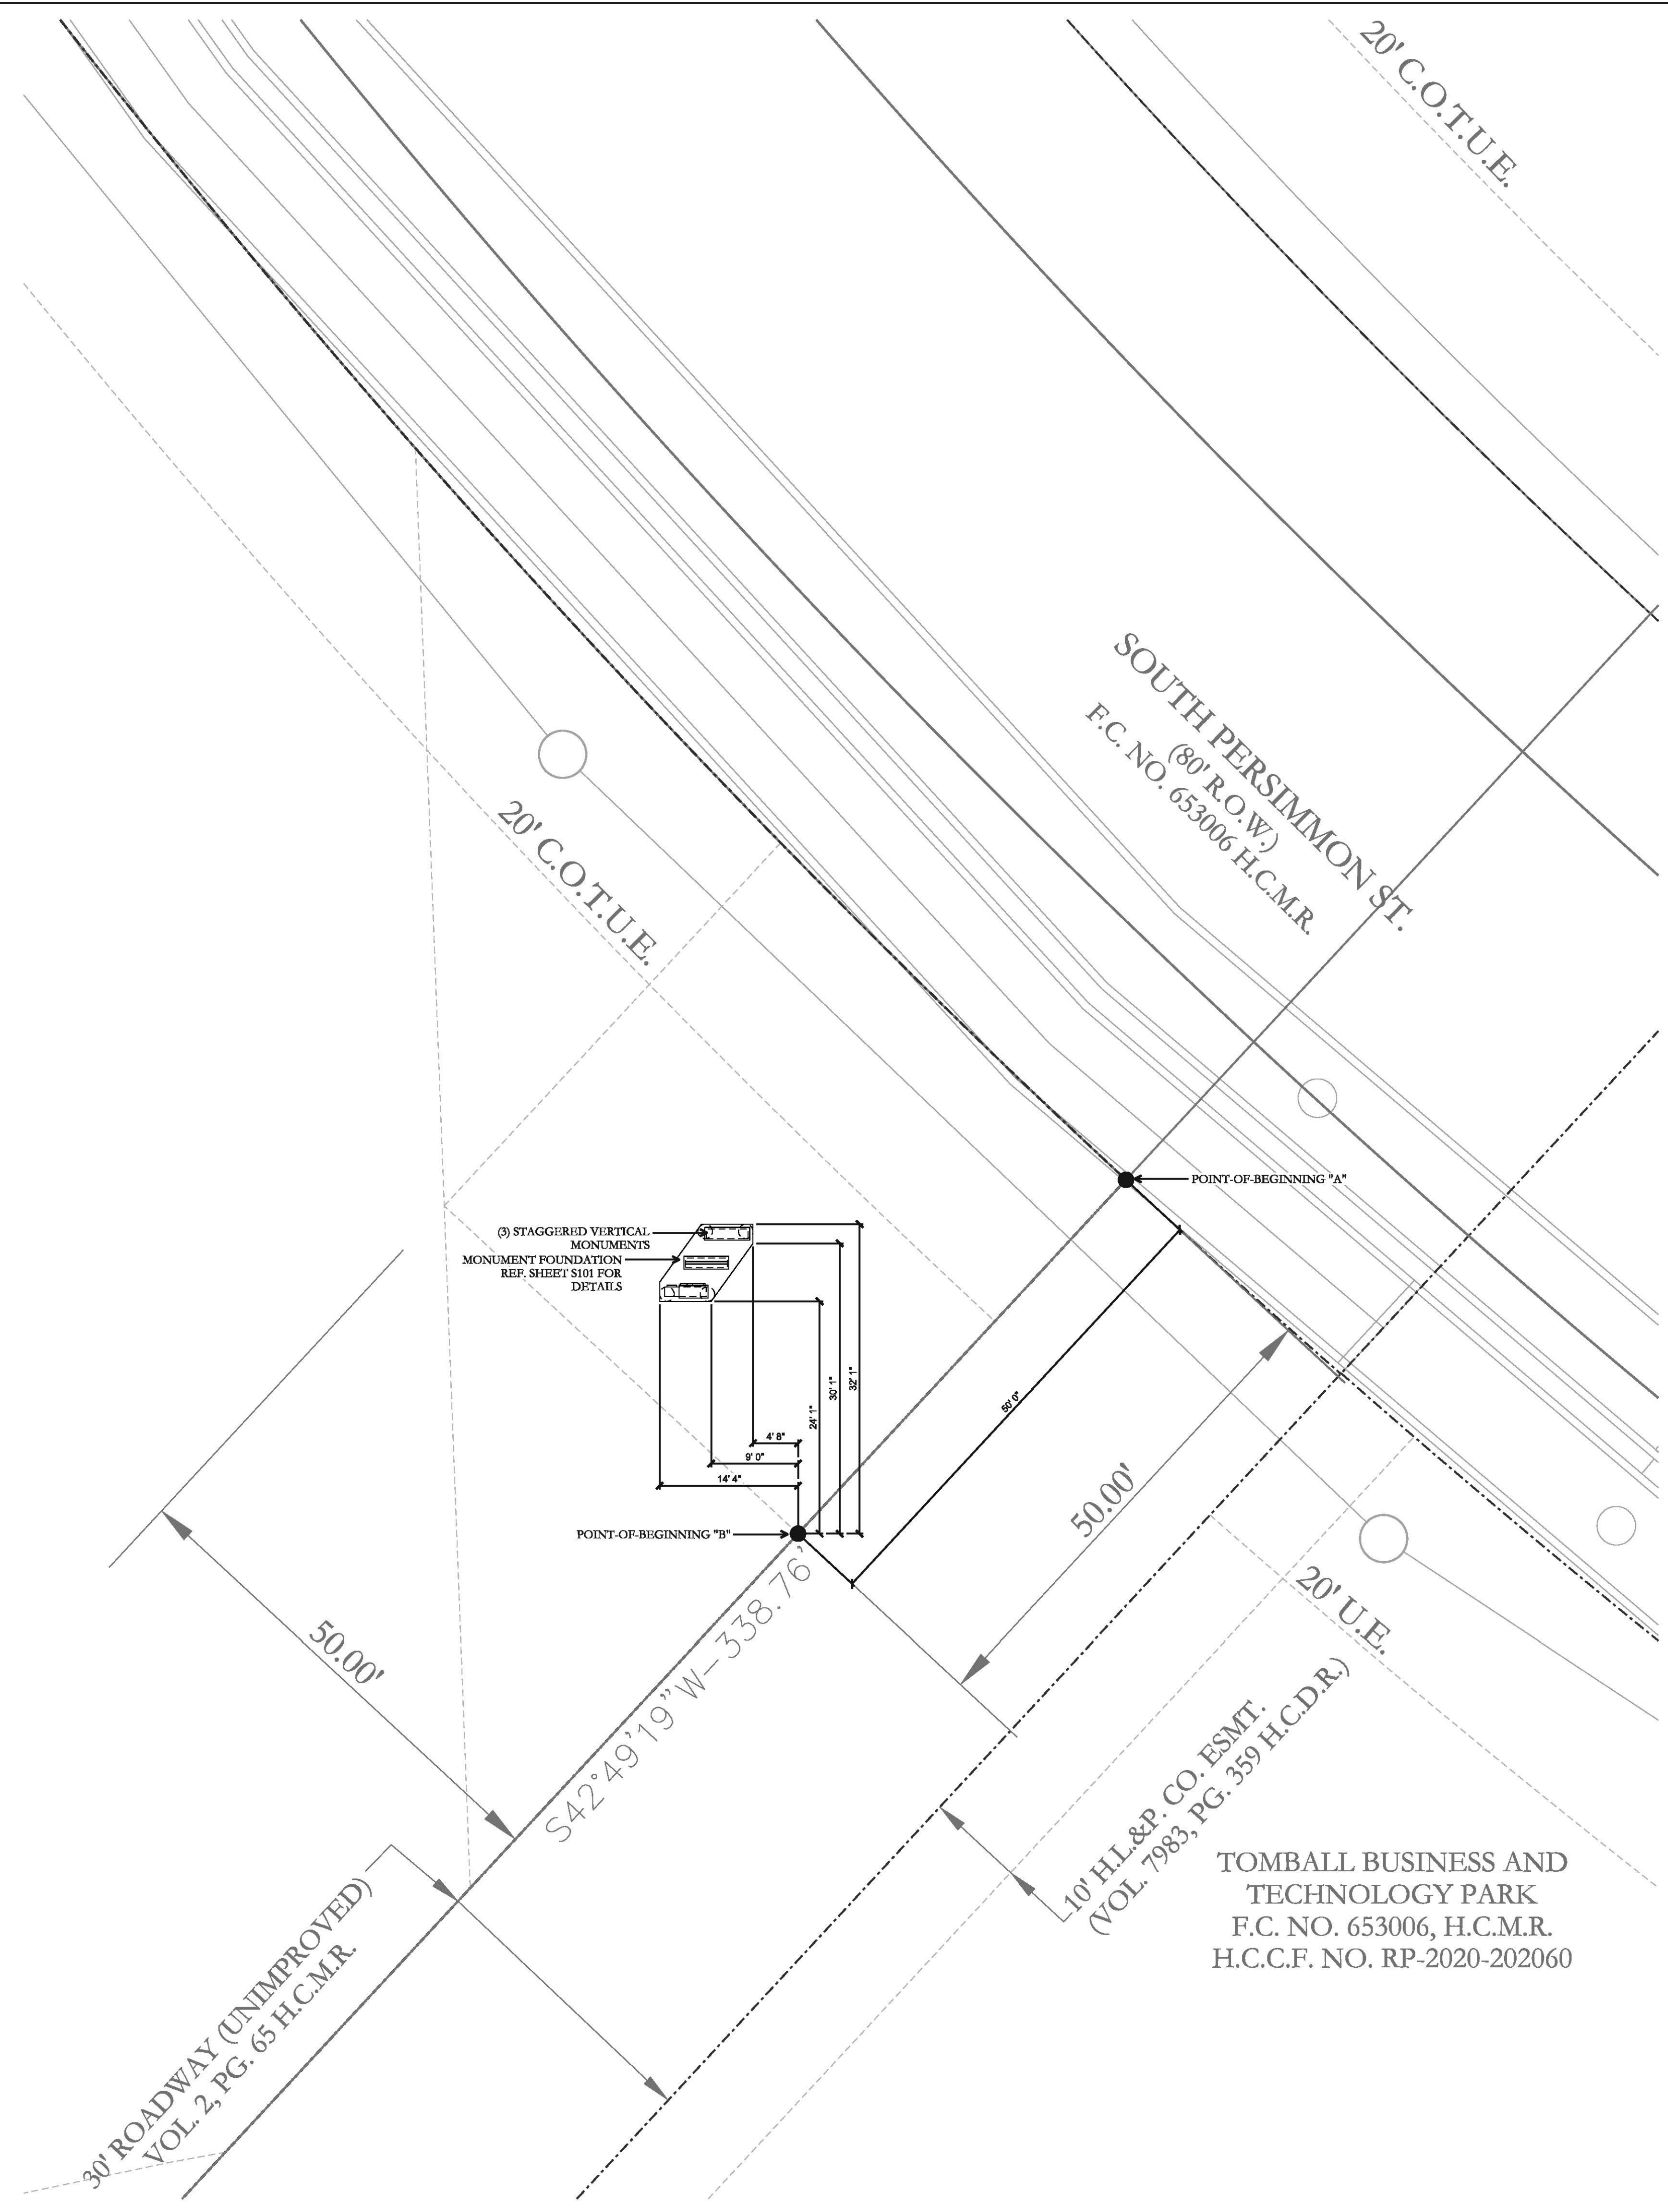 20' C.O.T.U.E.
SOUTH PERSIMMON ST.
(80' R.O.W.)
F.C. NO. 653006 H.C.M.R.
20' C.O.T.U.E.
POINT-OF-BEGINNING "A"
(3) STAGGERED VERTICAL
MONUMENTS
MONUMENT FOUNDATION
REF. SHEET S101 FOR
DETAILS
32' 1"
30' 1"
24' 1"
4' 8"
9' 0"
14' 4"
50' 0"
POINT-OF-BEGINNING "B"
50.00'
50.00'
S42°49'19"W-338.76'
20' U.E.
10' H.L.&P. CO. ESMT.
(VOL. 7983, PG. 359 H.C.D.R.)
30' ROADWAY (UNIMPROVED)
VOL. 2, PG. 65 H.C.M.R.
TOMBALL BUSINESS AND
TECHNOLOGY PARK
F.C. NO. 653006, H.C.M.R.
H.C.C.F. NO. RP-2020-202060